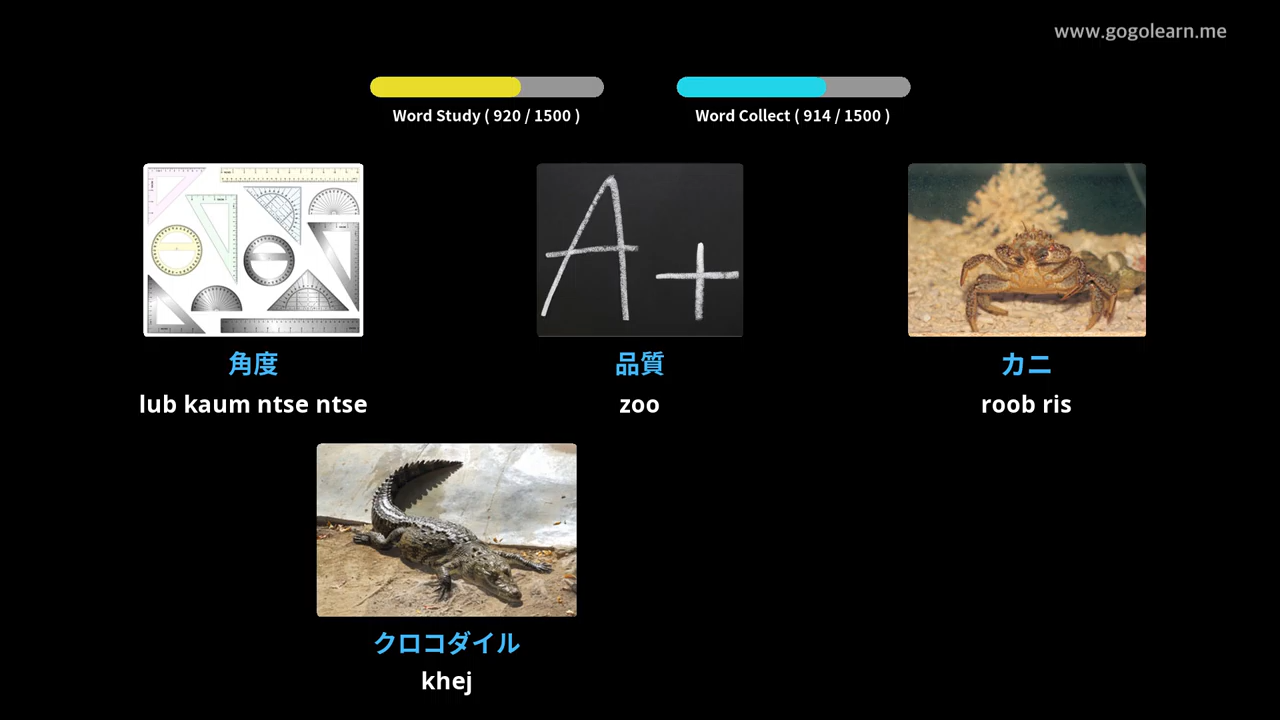 www.gogolearn.me
Word Study ( 920 / 1500 )
Word Collect ( 914 / 1500 )
A+
角度
品質
カニ
lub kaum ntse ntse
zoo
roob ris
クロコダイル
khej